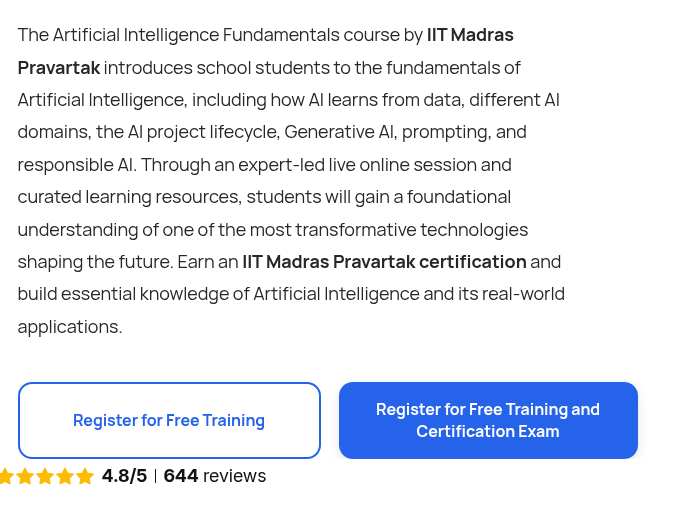 The Artificial Intelligence Fundamentals course by IIT Madras
Pravartak introduces school students to the fundamentals of
Artificial Intelligence, including how AI learns from data, different AI
domains, the AI project lifecycle, Generative AI, prompting, and
responsible AI. Through an expert-led live online session and
curated learning resources, students will gain a foundational
understanding of one of the most transformative technologies
shaping the future. Earn an IIT Madras Pravartak certification and
build essential knowledge of Artificial Intelligence and its real-world
applications.
Register for Free Training
Register for Free Training and
Certification Exam
4.8/5 | 644 reviews